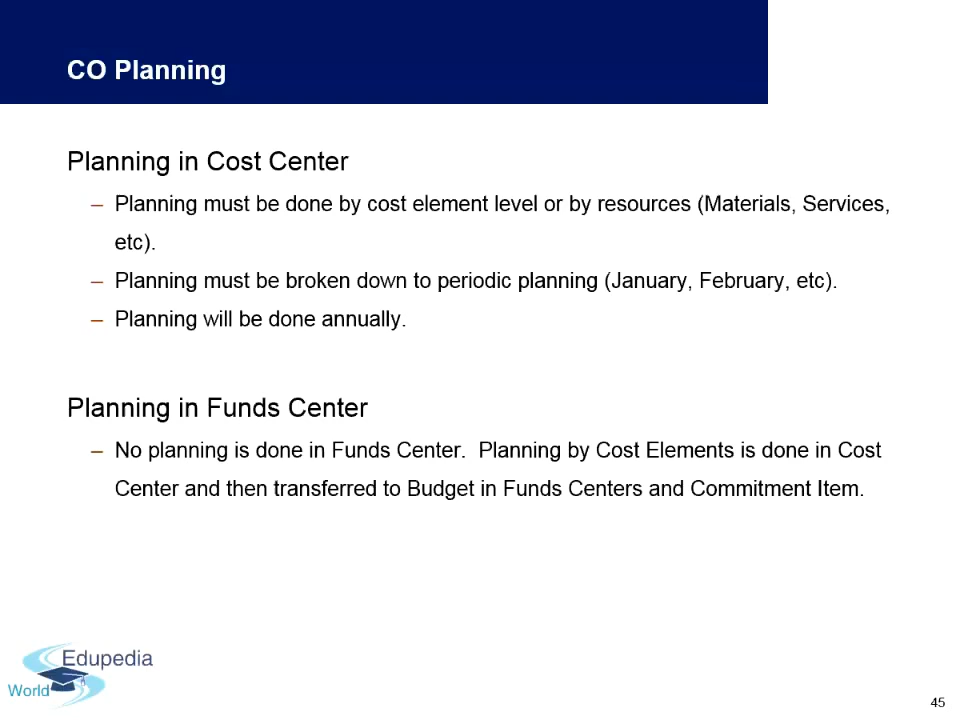 CO Planning
Planning in Cost Center
– Planning must be done by cost element level or by resources (Materials, Services,
etc).
– Planning must be broken down to periodic planning (January, February, etc).
– Planning will be done annually.
Planning in Funds Center
– No planning is done in Funds Center.  Planning by Cost Elements is done in Cost
Center and then transferred to Budget in Funds Centers and Commitment Item.
Edupedia
World
45